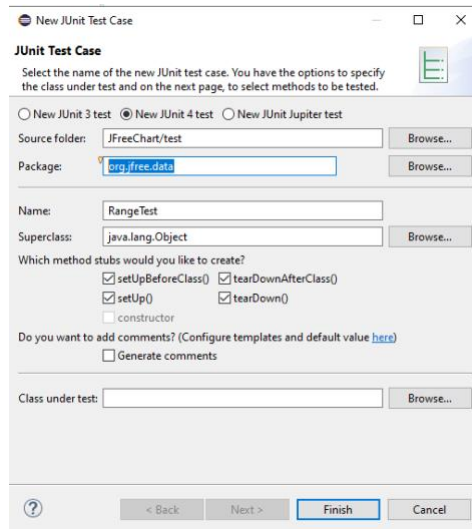 New JUnit Test Case
JUnit Test Case
Select the name of the new JUnit test case. You have the options to specify
the class under test and on the next page, to select methods to be tested.
New JUnit 3 test New JUnit 4 test New JUnit Jupiter test
Source folder: JFreeChart/test Browse...
Package: org.jfree.data Browse...
Name: RangeTest
Superclass: java.lang.Object Browse...
Which method stubs would you like to create?
setUpBeforeClass() tearDownAfterClass()
setUp() tearDown()
constructor
Do you want to add comments? (Configure templates and default value here)
Generate comments
Class under test: Browse...
? < Back Next > Finish Cancel